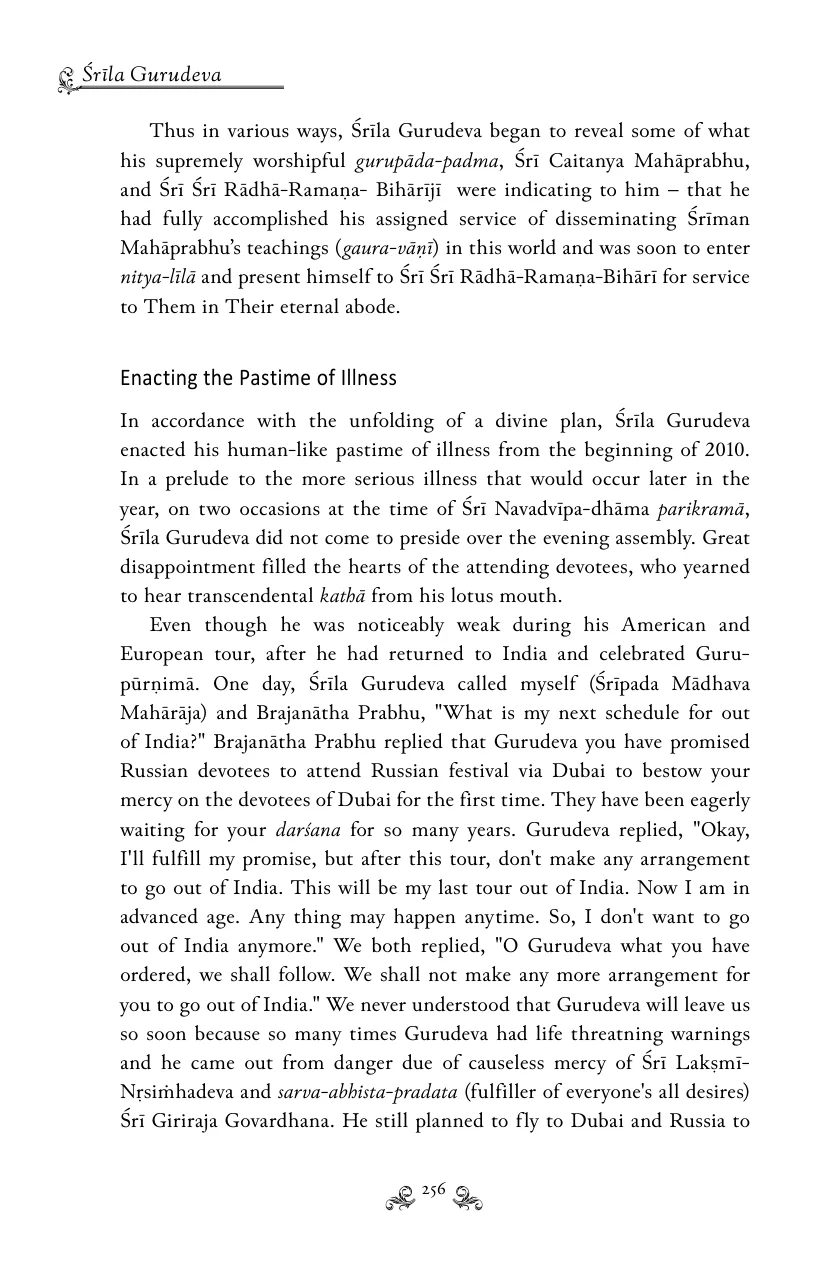 Śrīla Gurudeva
Thus in various ways, Śrīla Gurudeva began to reveal some of what
his supremely worshipful gurupāda-padma, Śrī Caitanya Mahāprabhu,
and Śrī Śrī Rādhā-Ramaṇa- Bihārījī  were indicating to him – that he
had fully accomplished his assigned service of disseminating Śrīman
Mahāprabhu’s teachings (gaura-vāṇī) in this world and was soon to enter
nitya-līlā and present himself to Śrī Śrī Rādhā-Ramaṇa-Bihārī for service
to Them in Their eternal abode.
Enacting the Pastime of Illness
In accordance with the unfolding of a divine plan, Śrīla Gurudeva
enacted his human-like pastime of illness from the beginning of 2010.
In a prelude to the more serious illness that would occur later in the
year, on two occasions at the time of Śrī Navadvīpa-dhāma parikramā,
Śrīla Gurudeva did not come to preside over the evening assembly. Great
disappointment filled the hearts of the attending devotees, who yearned
to hear transcendental kathā from his lotus mouth.
Even though he was noticeably weak during his American and
European tour, after he had returned to India and celebrated Guru-
pūrṇimā. One day, Śrīla Gurudeva called myself (Śrīpada Mādhava
Mahārāja) and Brajanātha Prabhu, "What is my next schedule for out
of India?" Brajanātha Prabhu replied that Gurudeva you have promised
Russian devotees to attend Russian festival via Dubai to bestow your
mercy on the devotees of Dubai for the first time. They have been eagerly
waiting for your darśana for so many years. Gurudeva replied, "Okay,
I'll fulfill my promise, but after this tour, don't make any arrangement
to go out of India. This will be my last tour out of India. Now I am in
advanced age. Any thing may happen anytime. So, I don't want to go
out of India anymore." We both replied, "O Gurudeva what you have
ordered, we shall follow. We shall not make any more arrangement for
you to go out of India." We never understood that Gurudeva will leave us
so soon because so many times Gurudeva had life threatning warnings
and he came out from danger due of causeless mercy of Śrī Lakṣmī-
Nṛsiṁhadeva and sarva-abhista-pradata (fulfiller of everyone's all desires)
Śrī Giriraja Govardhana. He still planned to fly to Dubai and Russia to
256